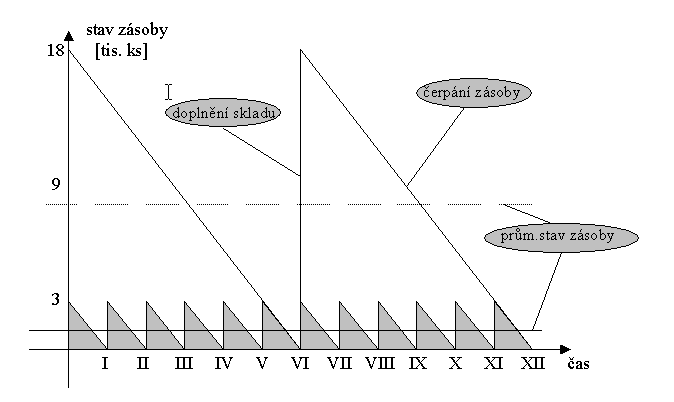 stav zásoby
[tis. ks]
18
čerpání zásoby
doplnění skladu
9
prům.stav zásoby
3
I II III IV V VI VII VIII IX X XI XII čas